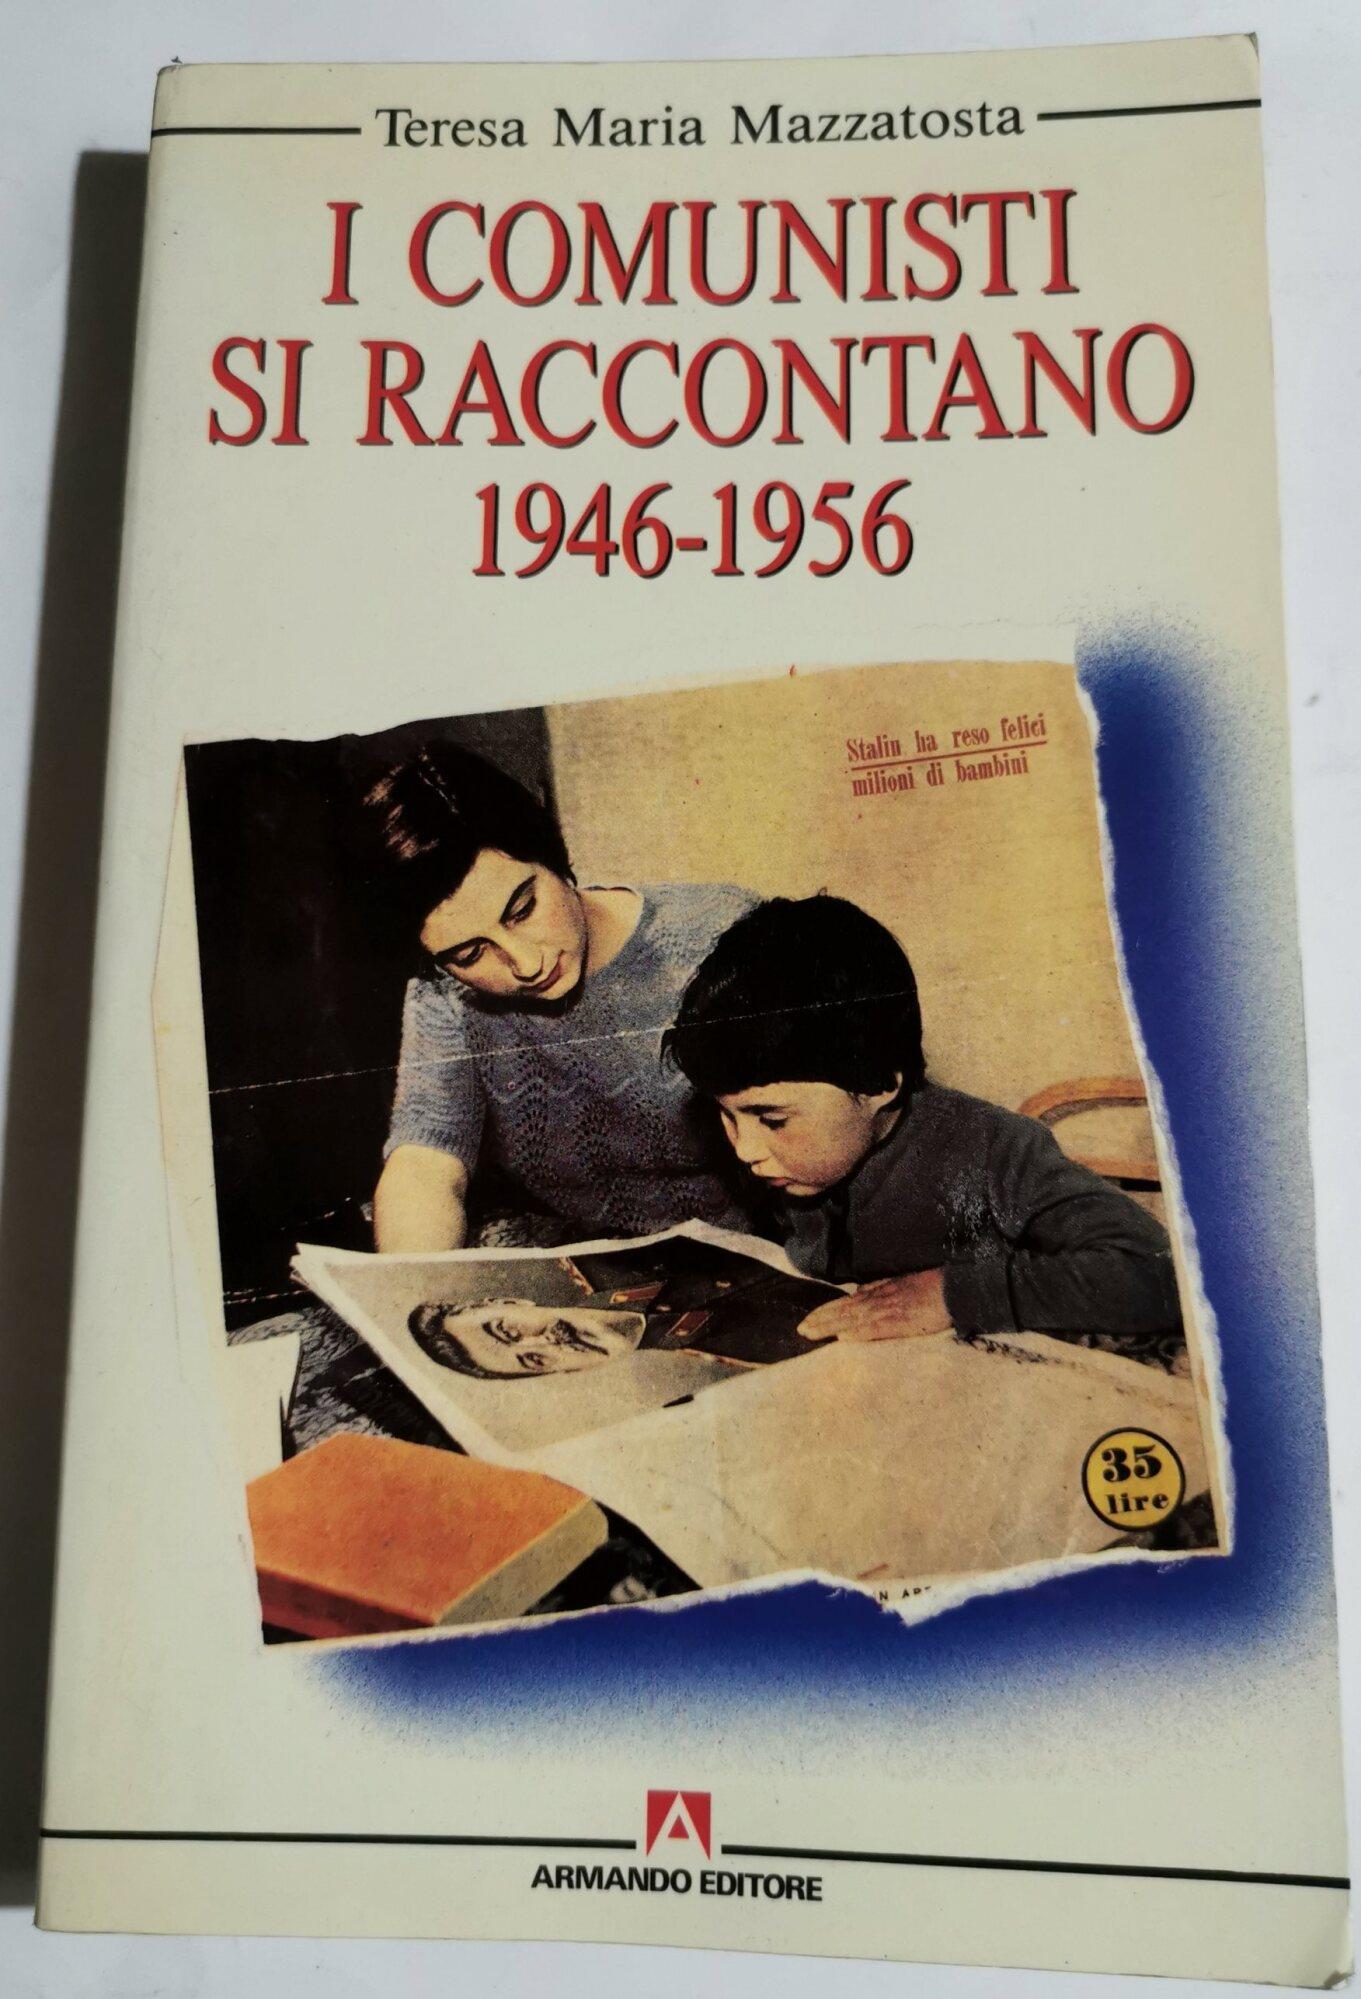 Teresa Maria Mazzatosta
I COMUNISTI
SI RACCONTANO
1946-1956
Stalin ha reso felici
milioni di bambini
35
lire
ARMANDO EDITORE